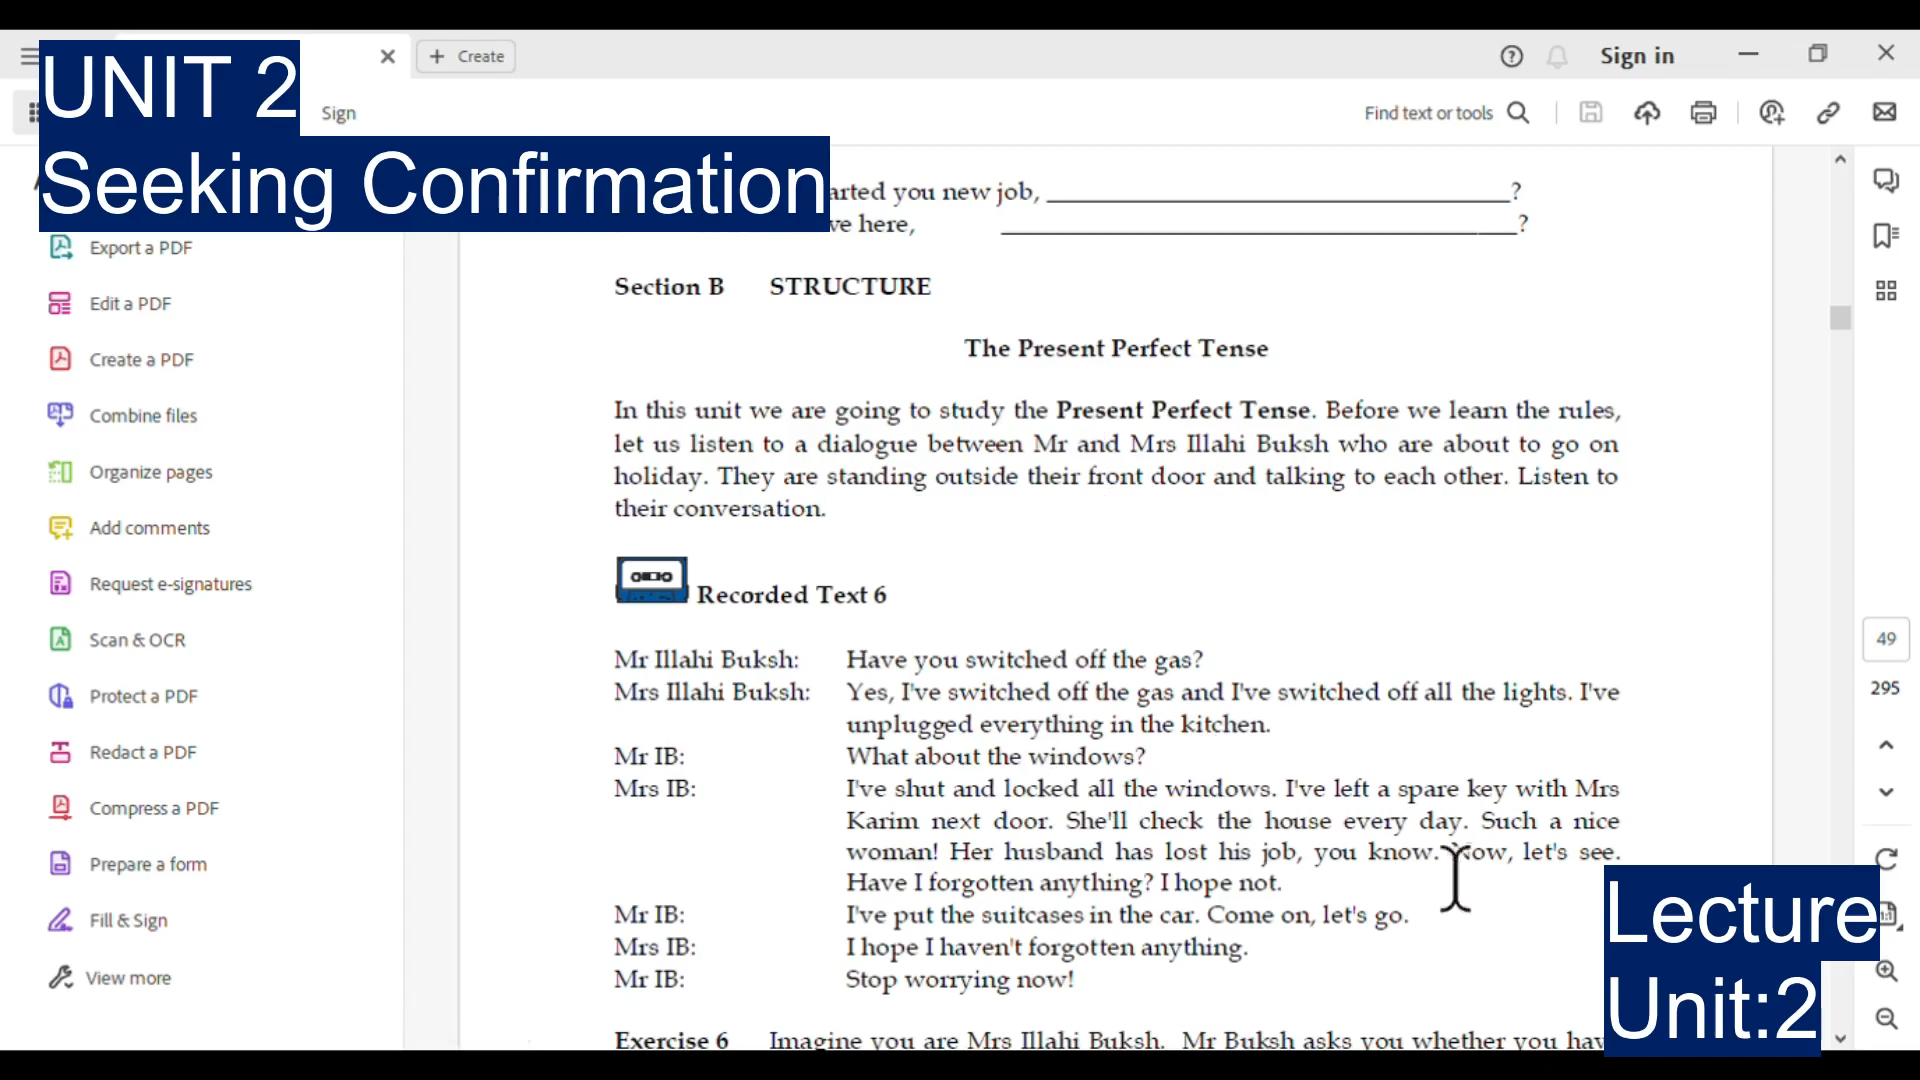 UNIT 2
Seeking Confirmation
Create
Sign in
Sign
Find text or tools
arted you new job, ?
ve here, ?
Export a PDF
Edit a PDF
Create a PDF
Combine files
Organize pages
Add comments
Request e-signatures
Scan & OCR
Protect a PDF
Redact a PDF
Compress a PDF
Prepare a form
Fill & Sign
View more
Section B STRUCTURE
The Present Perfect Tense
In this unit we are going to study the Present Perfect Tense. Before we learn the rules,
let us listen to a dialogue between Mr and Mrs Illahi Buksh who are about to go on
holiday. They are standing outside their front door and talking to each other. Listen to
their conversation.
Recorded Text 6
Mr Illahi Buksh: Have you switched off the gas?
Mrs Illahi Buksh: Yes, I've switched off the gas and I've switched off all the lights. I've
unplugged everything in the kitchen.
Mr IB: What about the windows?
Mrs IB: I've shut and locked all the windows. I've left a spare key with Mrs
Karim next door. She'll check the house every day. Such a nice
woman! Her husband has lost his job, you know. Now, let's see.
Have I forgotten anything? I hope not.
Mr IB: I've put the suitcases in the car. Come on, let's go.
Mrs IB: I hope I haven't forgotten anything.
Mr IB: Stop worrying now!
Exercise 6 Imagine you are Mrs Illahi Buksh. Mr Buksh asks you whether you hav
49
295
Lecture
Unit:2